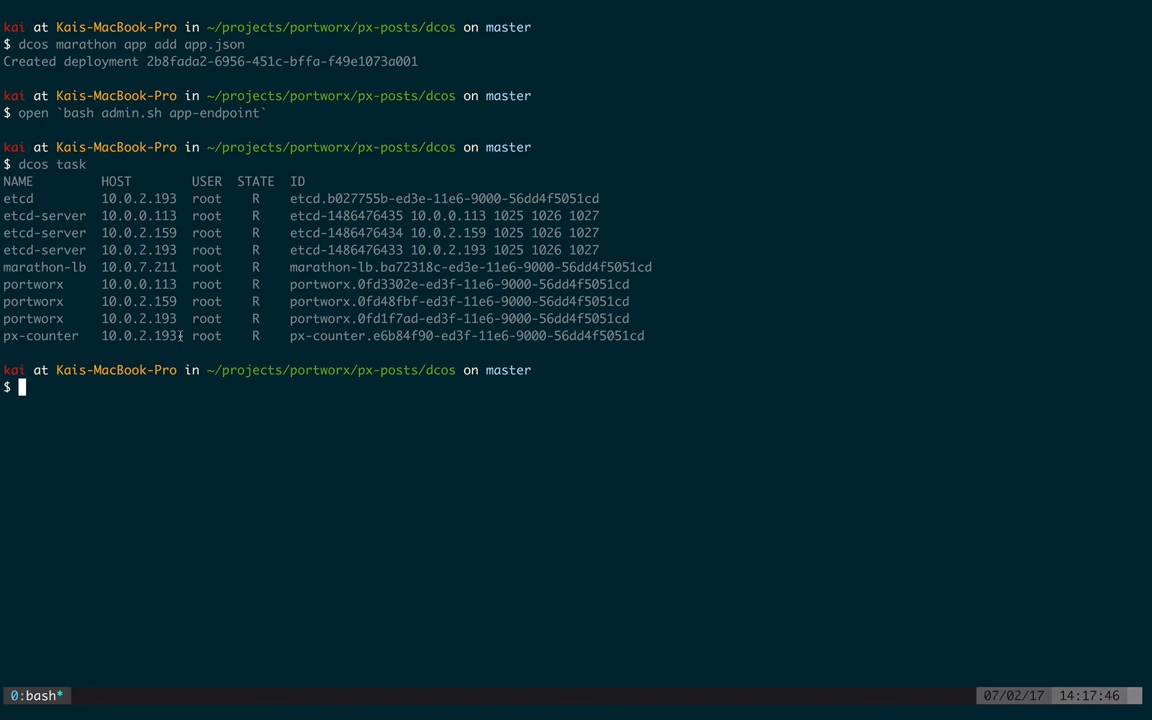 kai at Kais-MacBook-Pro in ~/projects/portworx/px-posts/dcos on master
$ dcos marathon app add app.json
Created deployment 2b8fada2-6956-451c-bffa-f49e1073a001
kai at Kais-MacBook-Pro in ~/projects/portworx/px-posts/dcos on master
$ open `bash admin.sh app-endpoint`
kai at Kais-MacBook-Pro in ~/projects/portworx/px-posts/dcos on master
$ dcos task
NAME HOST USER STATE ID
etcd 10.0.2.193 root R etcd.b027755b-ed3e-11e6-9000-56dd4f5051cd
etcd-server 10.0.0.113 root R etcd-1486476435 10.0.0.113 1025 1026 1027
etcd-server 10.0.2.159 root R etcd-1486476434 10.0.2.159 1025 1026 1027
etcd-server 10.0.2.193 root R etcd-1486476433 10.0.2.193 1025 1026 1027
marathon-lb 10.0.7.211 root R marathon-lb.ba72318c-ed3e-11e6-9000-56dd4f5051cd
portworx 10.0.0.113 root R portworx.0fd3302e-ed3f-11e6-9000-56dd4f5051cd
portworx 10.0.2.159 root R portworx.0fd48fbf-ed3f-11e6-9000-56dd4f5051cd
portworx 10.0.2.193 root R portworx.0fd1f7ad-ed3f-11e6-9000-56dd4f5051cd
px-counter 10.0.2.193 root R px-counter.e6b84f90-ed3f-11e6-9000-56dd4f5051cd
kai at Kais-MacBook-Pro in ~/projects/portworx/px-posts/dcos on master
$
0:bash* 07/02/17 14:17:46